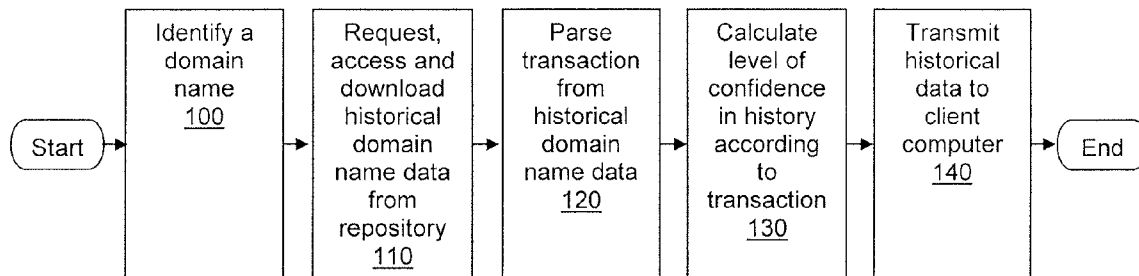 Start
Identify a
domain
name
100
Request,
access and
download
historical
domain
name data
from
repository
110
Parse
transaction
from
historical
domain
name data
120
Calculate
level of
confidence
in history
according
to
transaction
130
Transmit
historical
data to
client
computer
140
End